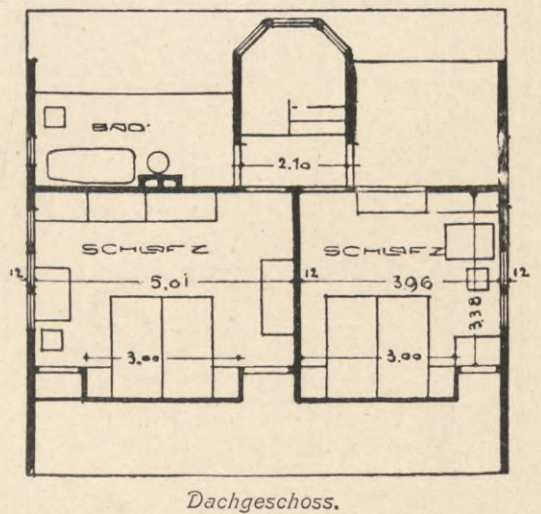 BAD
2.10
SCHLAFZ
SCHLAFZ
12
5,01
12
3.96
12
3.38
3.00
3.00
Dachgeschoss.